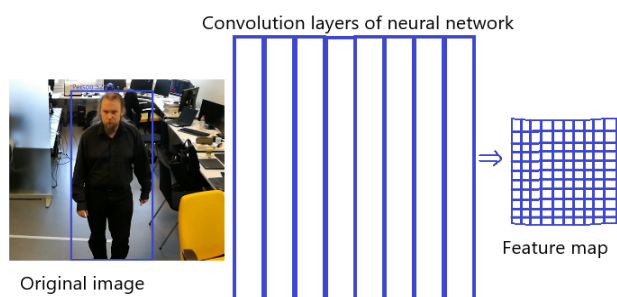 Convolution layers of neural network
Original image
Feature map